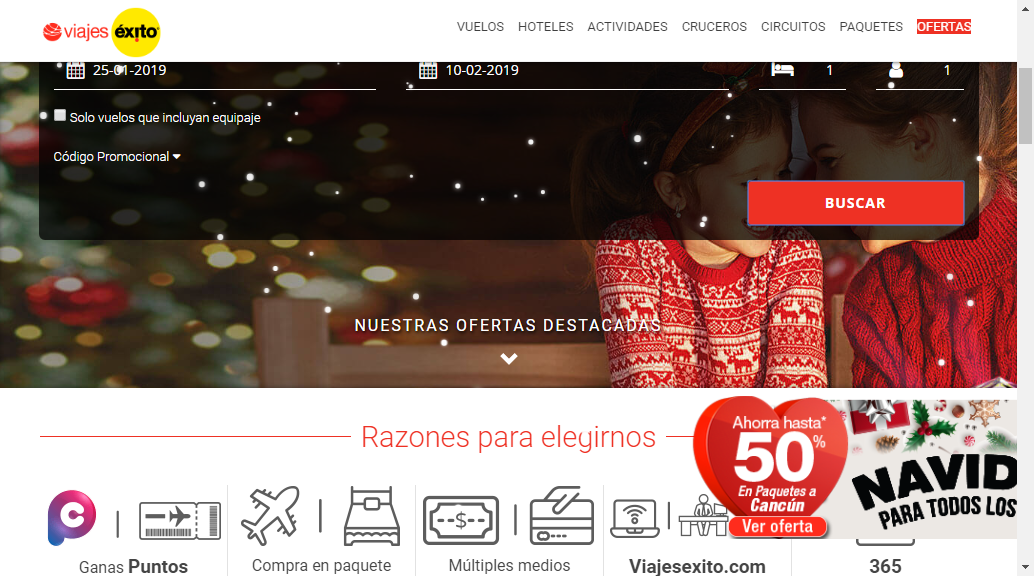 viajes éxito
VUELOS HOTELES ACTIVIDADES CRUCEROS CIRCUITOS PAQUETES OFERTAS
25-01-2019 10-02-2019 1 1
Solo vuelos que incluyan equipaje
Código Promocional
BUSCAR
NUESTRAS OFERTAS DESTACADAS
Razones para elegirnos
Ahorra hasta*
50%
En Paquetes a
Cancún
Ver oferta
NAVID
PARA TODOS LOS
Ganas Puntos
Compra en paquete
Múltiples medios
Viajesexito.com
365